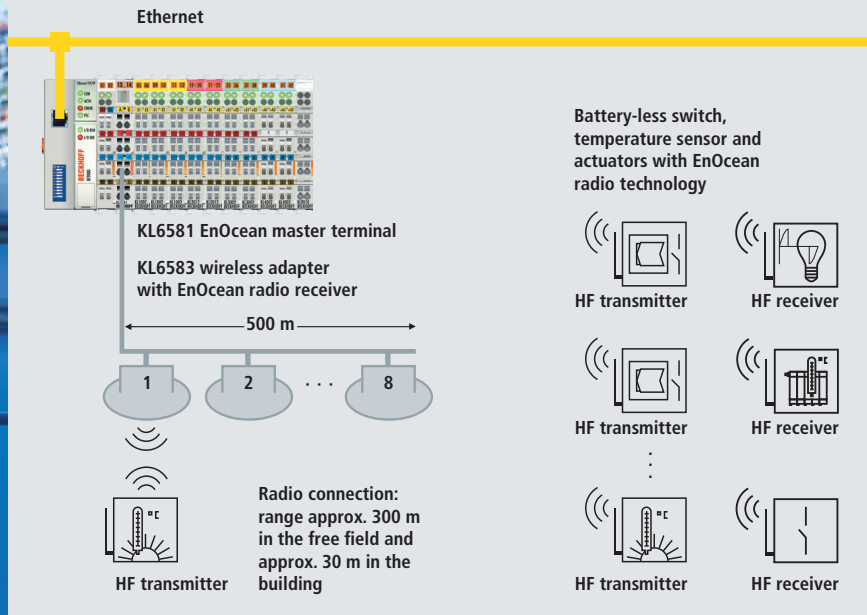 Ethernet
BECKHOFF
KL6581 EnOcean master terminal
KL6583 wireless adapter
with EnOcean radio receiver
500 m
1
2
. . .
8
HF transmitter
Radio connection:
range approx. 300 m
in the free field and
approx. 30 m in the
building
Battery-less switch,
temperature sensor and
actuators with EnOcean
radio technology
HF transmitter
HF receiver
°C
HF transmitter
HF receiver
°C
HF transmitter
HF receiver